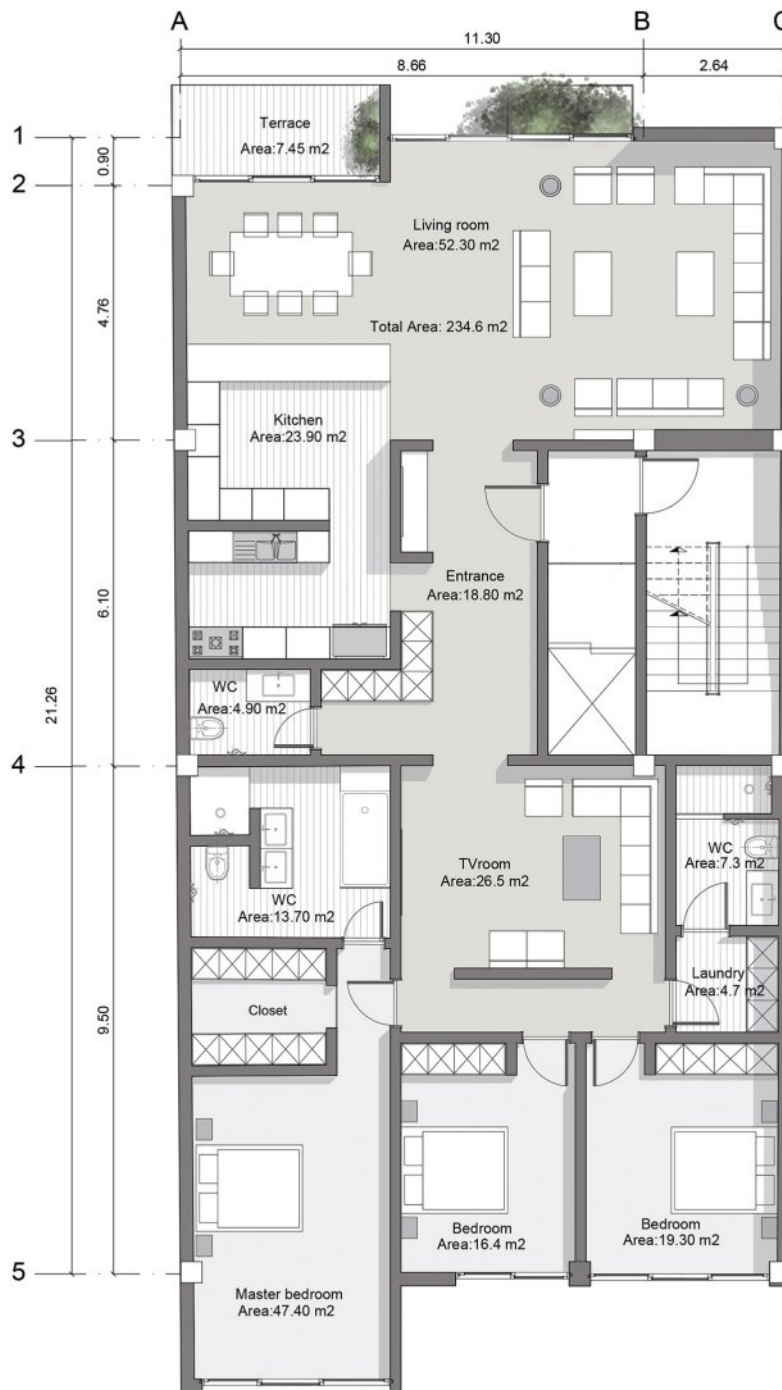 A
B
C
11.30
8.66
2.64
1
Terrace
Area:7.45 m2
0.90
2
Living room
Area:52.30 m2
4.76
Total Area: 234.6 m2
Kitchen
Area:23.90 m2
3
Entrance
Area:18.80 m2
6.10
21.26
WC
Area:4.90 m2
4
TVroom
Area:26.5 m2
WC
Area:7.3 m2
WC
Area:13.70 m2
Laundry
Area:4.7 m2
Closet
9.50
Bedroom
Area:16.4 m2
Bedroom
Area:19.30 m2
5
Master bedroom
Area:47.40 m2